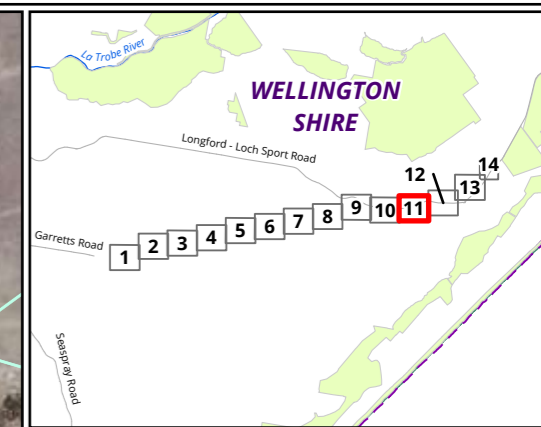 La Trobe River
WELLINGTON
SHIRE
Longford - Loch Sport Road
14
12
13
9
10
11
8
7
6
5
4
3
2
1
Garretts Road
Seaspray Road